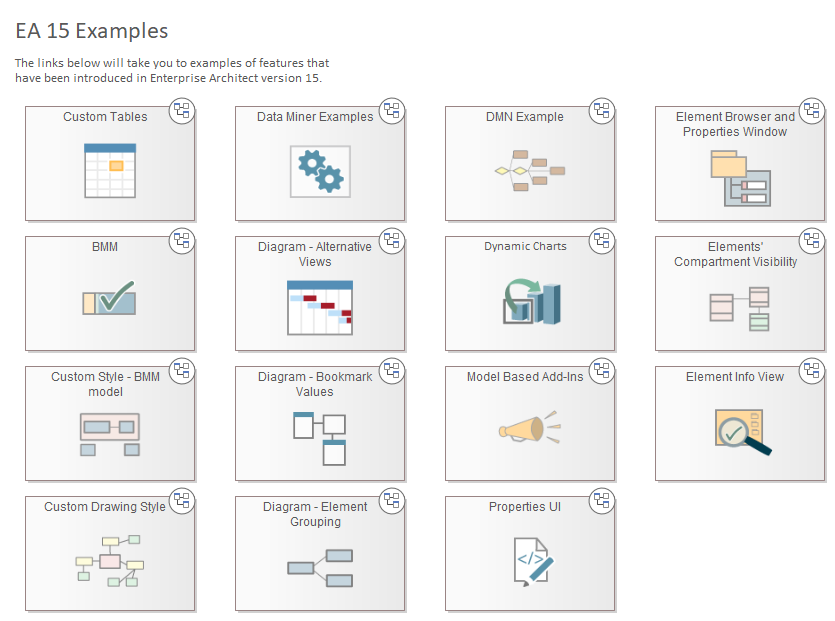 EA 15 Examples
The links below will take you to examples of features that
have been introduced in Enterprise Architect version 15.
Custom Tables
Data Miner Examples
DMN Example
Element Browser and
Properties Window
BMM
Diagram - Alternative
Views
Dynamic Charts
Elements'
Compartment Visibility
Custom Style - BMM
model
Diagram - Bookmark
Values
Model Based Add-Ins
Element Info View
Custom Drawing Style
Diagram - Element
Grouping
Properties UI
</>